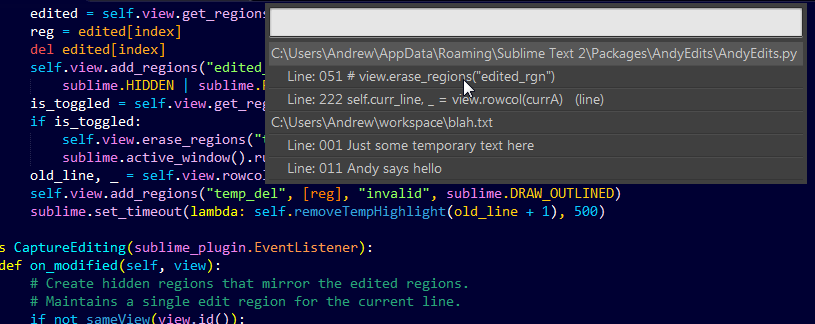 edited = self.view.get_regions
reg = edited[index]
del edited[index]
self.view.add_regions("edited_
sublime.HIDDEN | sublime.
is_toggled = self.view.get_reg
if is_toggled:
self.view.erase_regions("
sublime.active_window().ru
old_line, _ = self.view.rowco
self.view.add_regions("temp_del", [reg], "invalid", sublime.DRAW_OUTLINED)
sublime.set_timeout(lambda: self.removeTempHighlight(old_line + 1), 500)
s CaptureEditing(sublime_plugin.EventListener):
def on_modified(self, view):
# Create hidden regions that mirror the edited regions.
# Maintains a single edit region for the current line.
if not sameView(view.id()):
C:\Users\Andrew\AppData\Roaming\Sublime Text 2\Packages\AndyEdits\AndyEdits.py
Line: 051 # view.erase_regions("edited_rgn")
Line: 222 self.curr_line, _ = view.rowcol(currA) (line)
C:\Users\Andrew\workspace\blah.txt
Line: 001 Just some temporary text here
Line: 011 Andy says hello